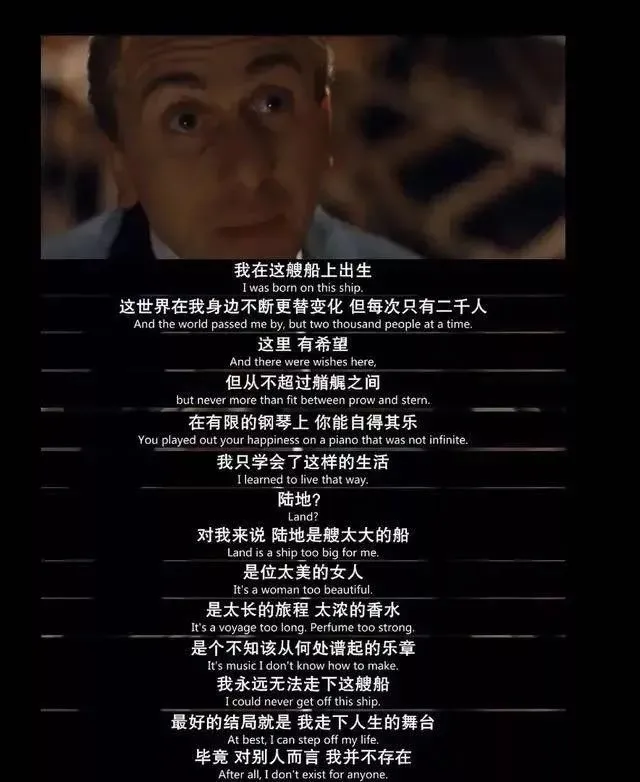 我在这艘船上出生
I was born on this ship.
这世界在我身边不断更替变化 但每次只有二千人
And the world passed me by, but two thousand people at a time.
这里 有希望
And there were wishes here,
但从不超过艏艉之间
but never more than fit between prow and stern.
在有限的钢琴上 你能自得其乐
You played out your happiness on a piano that was not infinite.
我只学会了这样的生活
I learned to live that way.
陆地?
Land?
对我来说 陆地是艘太大的船
Land is a ship too big for me.
是位太美的女人
It's a woman too beautiful.
是太长的旅程 太浓的香水
It's a voyage too long. Perfume too strong.
是个不知该从何处谱起的乐章
It's music I don't know how to make.
我永远无法走下这艘船
I could never get off this ship.
最好的结局就是 我走下人生的舞台
At best, I can step off my life.
毕竟 对别人而言 我并不存在
After all, I don't exist for anyone.